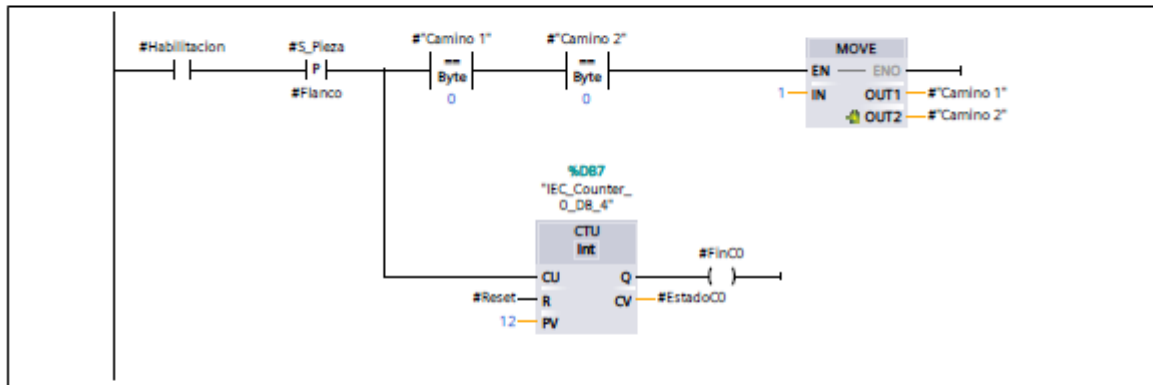 #Habilitacion #S_Pieza #"Camino 1" #"Camino 2" MOVE
P == == EN ENO
#Flanco Byte Byte 1 IN OUT1 #"Camino 1"
0 0 OUT2 #"Camino 2"
%DB7
"IEC_Counter_
0_DB_4"
CTU
Int
#FinC0
CU Q
#Reset R CV #EstadoC0
12 PV